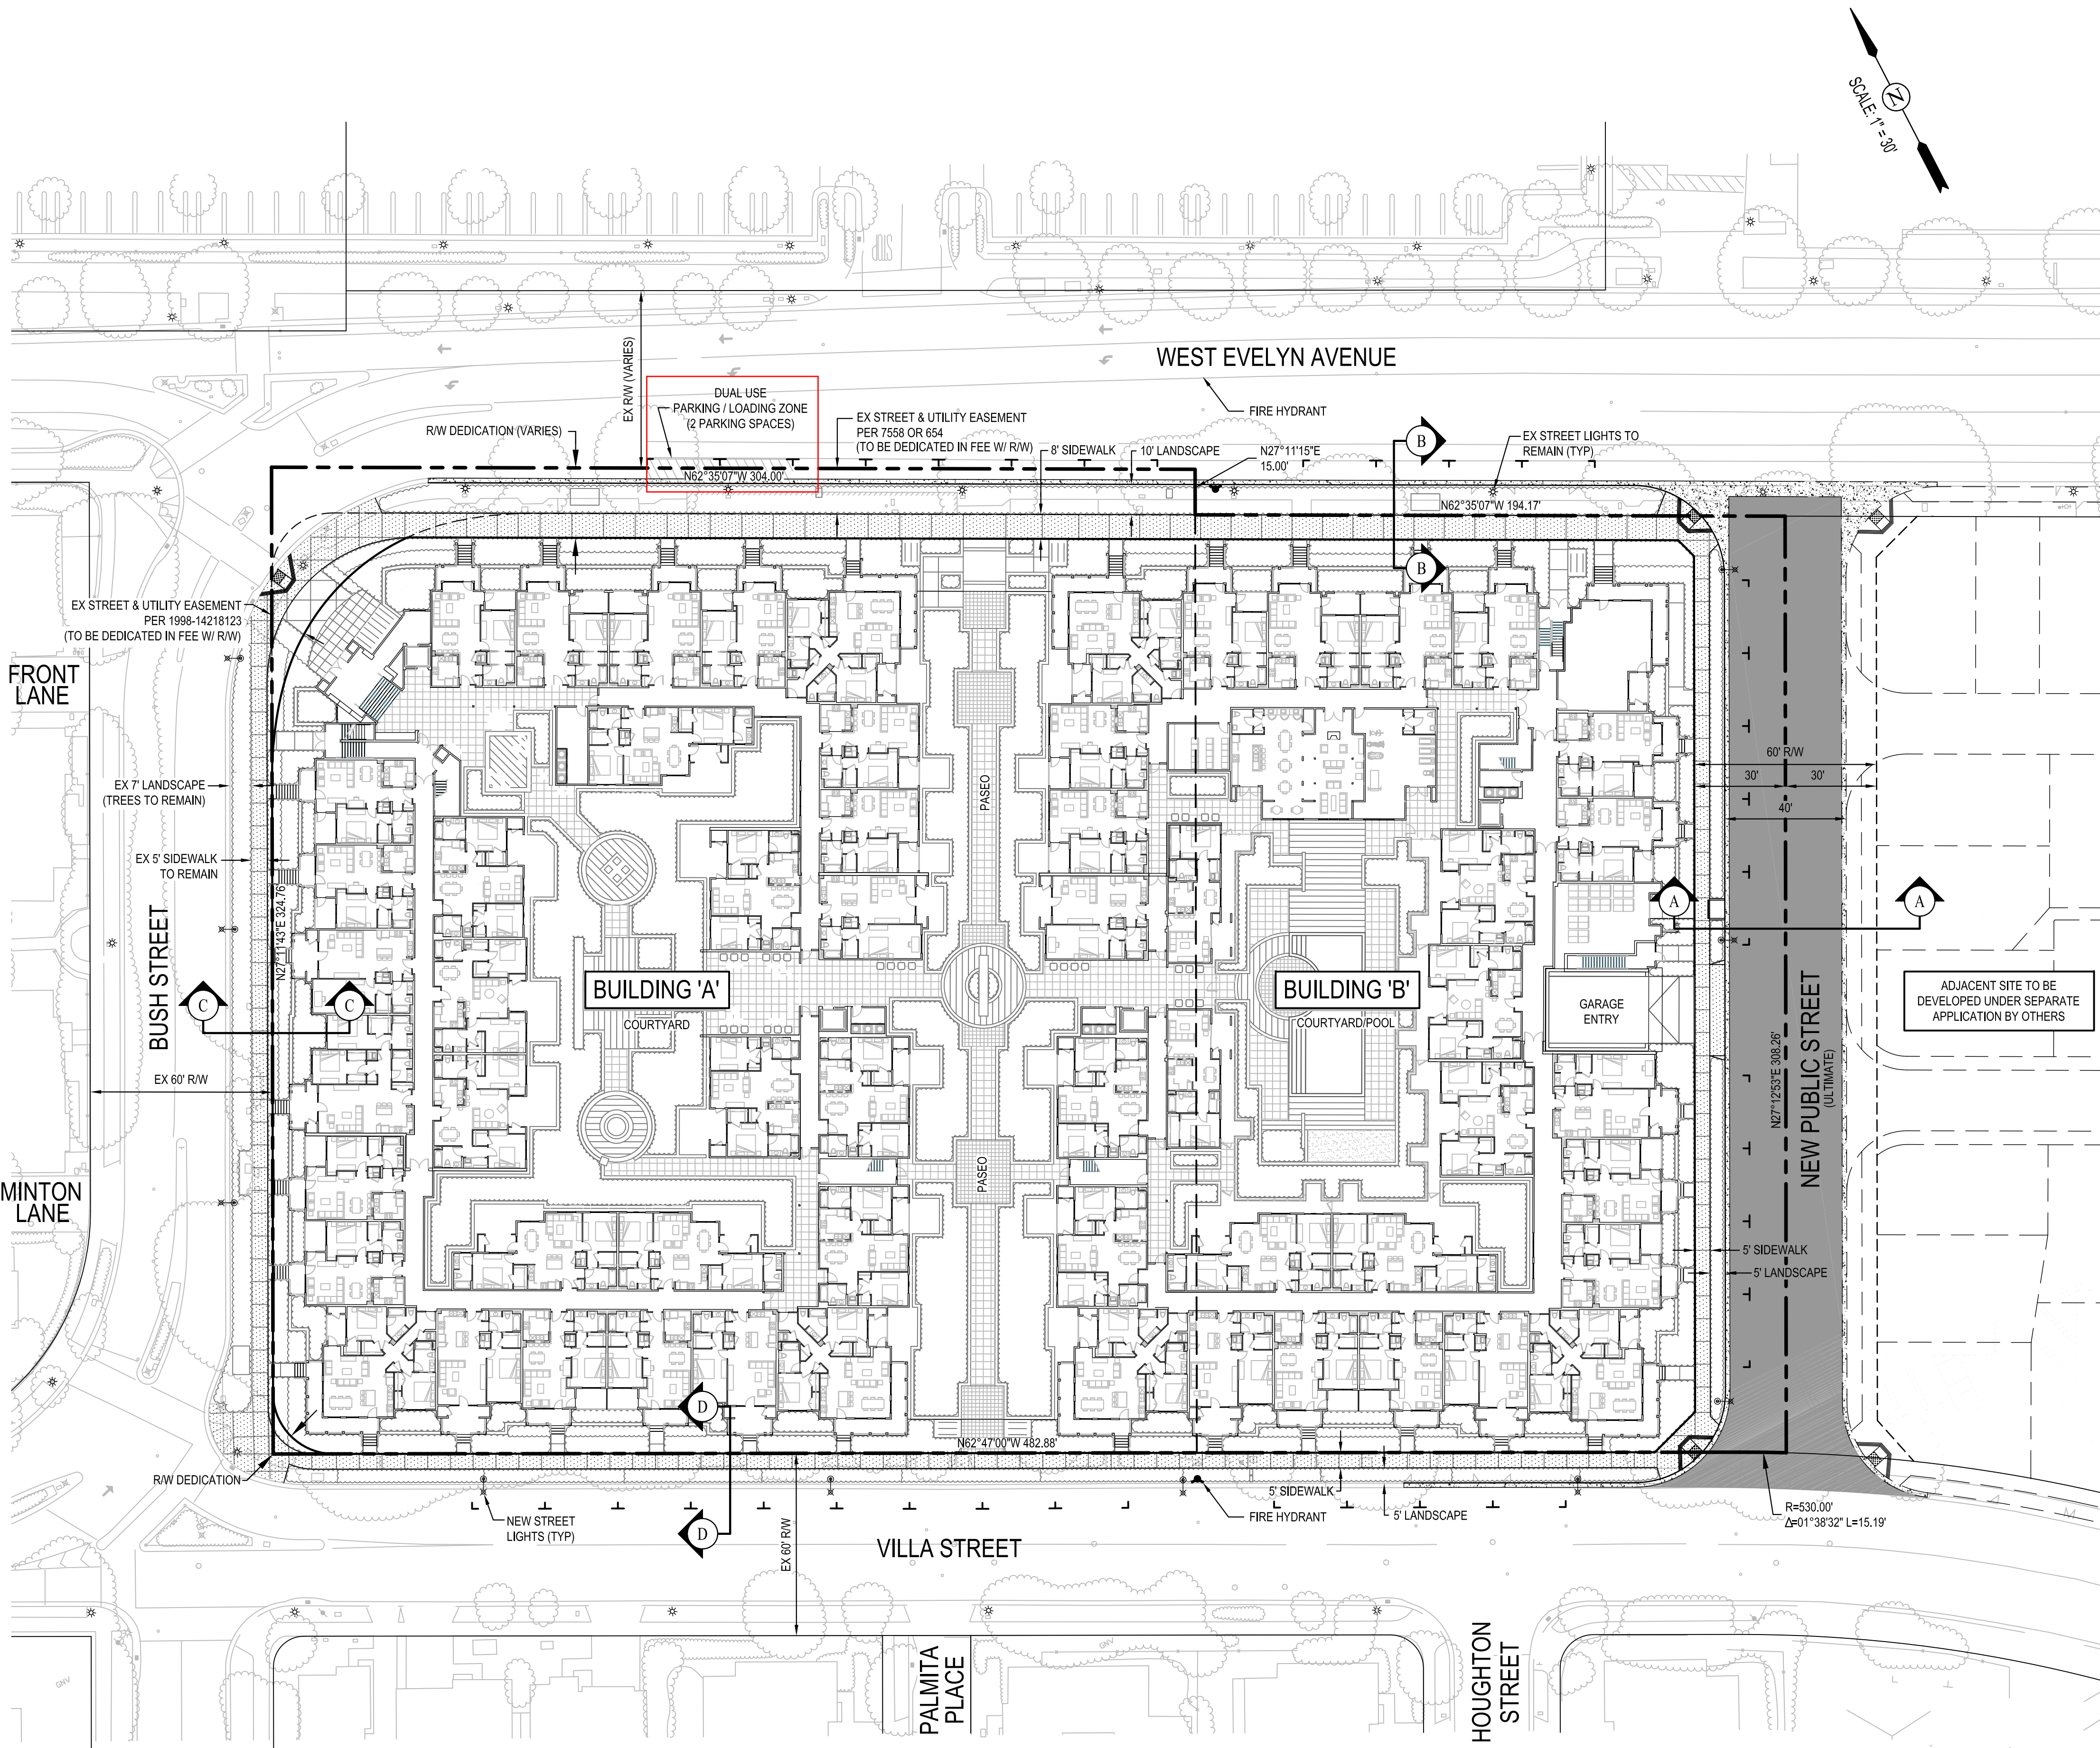 N
SCALE: 1" = 30'
WEST EVELYN AVENUE
EX R/W (VARIES)
DUAL USE
PARKING / LOADING ZONE
(2 PARKING SPACES)
FIRE HYDRANT
R/W DEDICATION (VARIES)
EX STREET & UTILITY EASEMENT
PER 7558 OR 654
(TO BE DEDICATED IN FEE W/ R/W)
8' SIDEWALK
10' LANDSCAPE
N27°11'15"E
15.00'
B
EX STREET LIGHTS TO
REMAIN (TYP)
N62°35'07"W 304.00'
N62°35'07"W 194.17'
B
EX STREET & UTILITY EASEMENT
PER 1998-14218123
(TO BE DEDICATED IN FEE W/ R/W)
FRONT
LANE
EX 7' LANDSCAPE
(TREES TO REMAIN)
EX 5' SIDEWALK
TO REMAIN
N27°11'43"E 324.76'
BUSH STREET
C
C
EX 60' R/W
MINTON
LANE
PASEO
BUILDING 'A'
COURTYARD
BUILDING 'B'
COURTYARD/POOL
GARAGE
ENTRY
PASEO
60' R/W
30'
30'
40'
A
A
ADJACENT SITE TO BE
DEVELOPED UNDER SEPARATE
APPLICATION BY OTHERS
N27°12'53"E 308.26'
NEW PUBLIC STREET
(ULTIMATE)
5' SIDEWALK
5' LANDSCAPE
D
N62°47'00"W 482.88'
R/W DEDICATION
NEW STREET
LIGHTS (TYP)
D
EX 60' R/W
VILLA STREET
5' SIDEWALK
FIRE HYDRANT
5' LANDSCAPE
R=530.00'
Δ=01°38'32" L=15.19'
PALMITA
PLACE
HOUGHTON
STREET
GNV
GNV
M